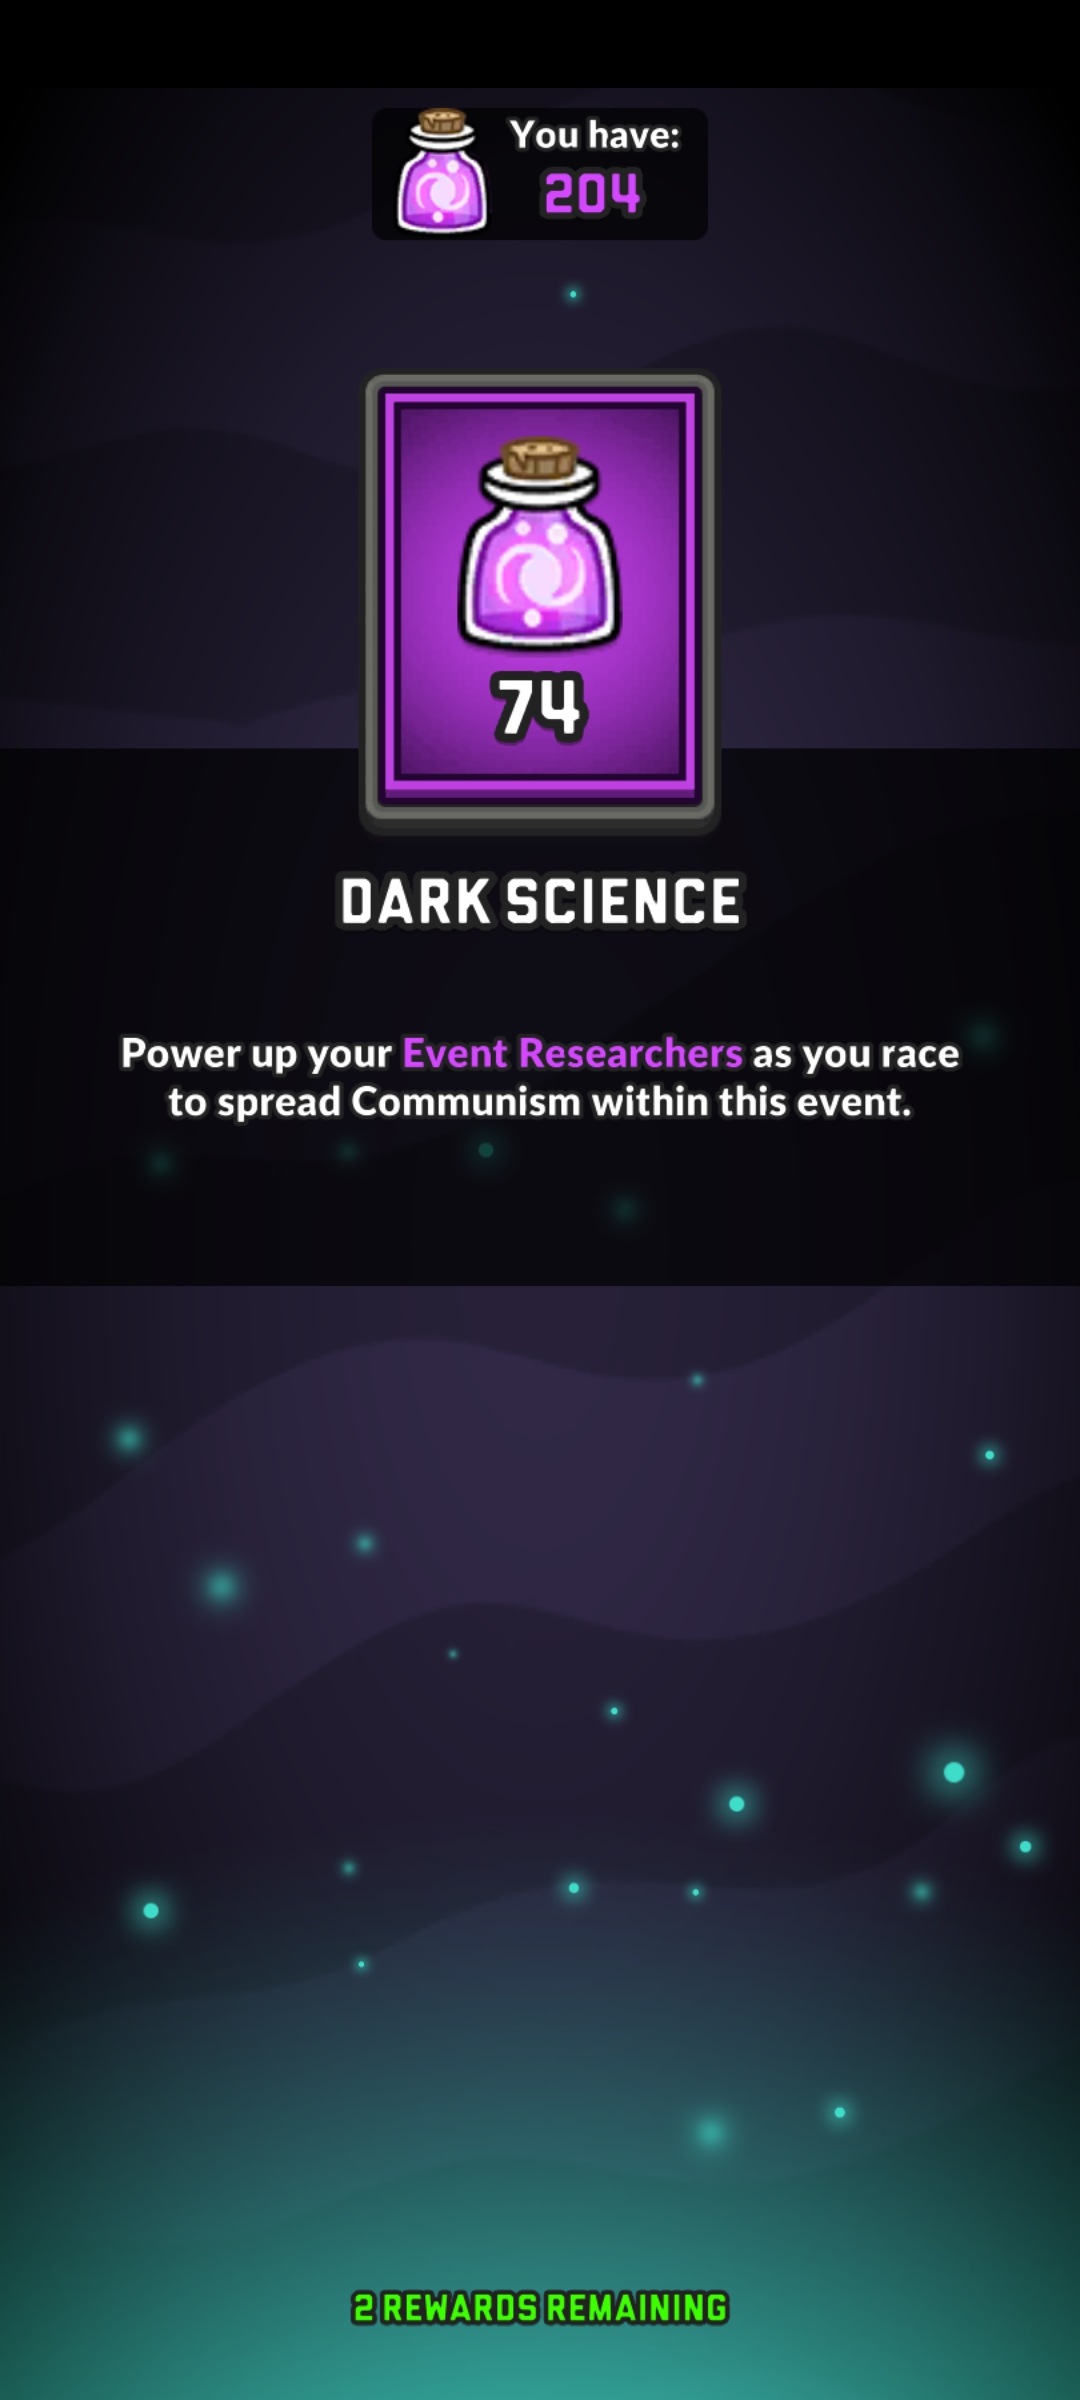 You have:
204
74
DARK SCIENCE
Power up your Event Researchers as you race
to spread Communism within this event.
2 REWARDS REMAINING